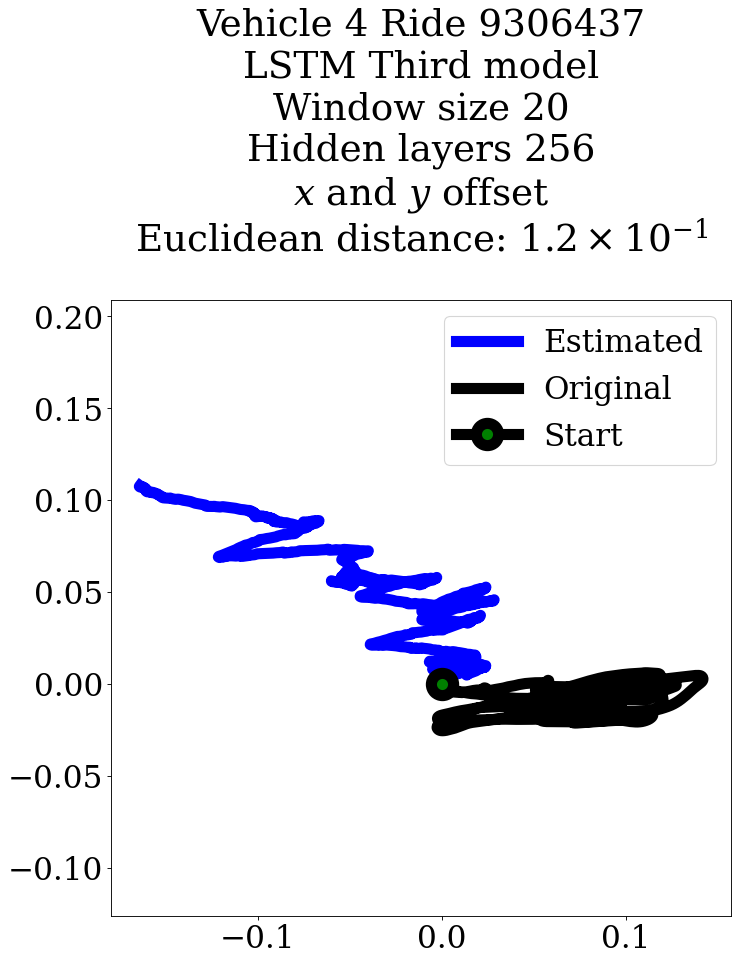 Vehicle 4 Ride 9306437
LSTM Third model
Window size 20
Hidden layers 256
x and y offset
Euclidean distance: 1.2 × 10⁻¹
Estimated
Original
Start
0.20
0.15
0.10
0.05
0.00
−0.05
−0.10
−0.1 0.0 0.1